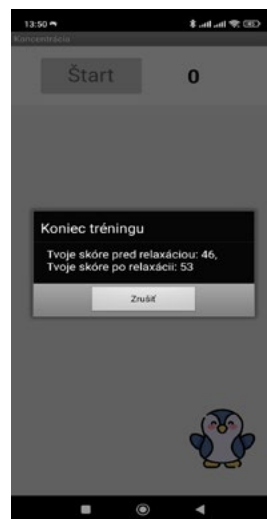 13:50
Koncentrácia
Štart
0
Koniec tréningu
Tvoje skóre pred relaxáciou: 46,
Tvoje skóre po relaxácii: 53
Zrušiť